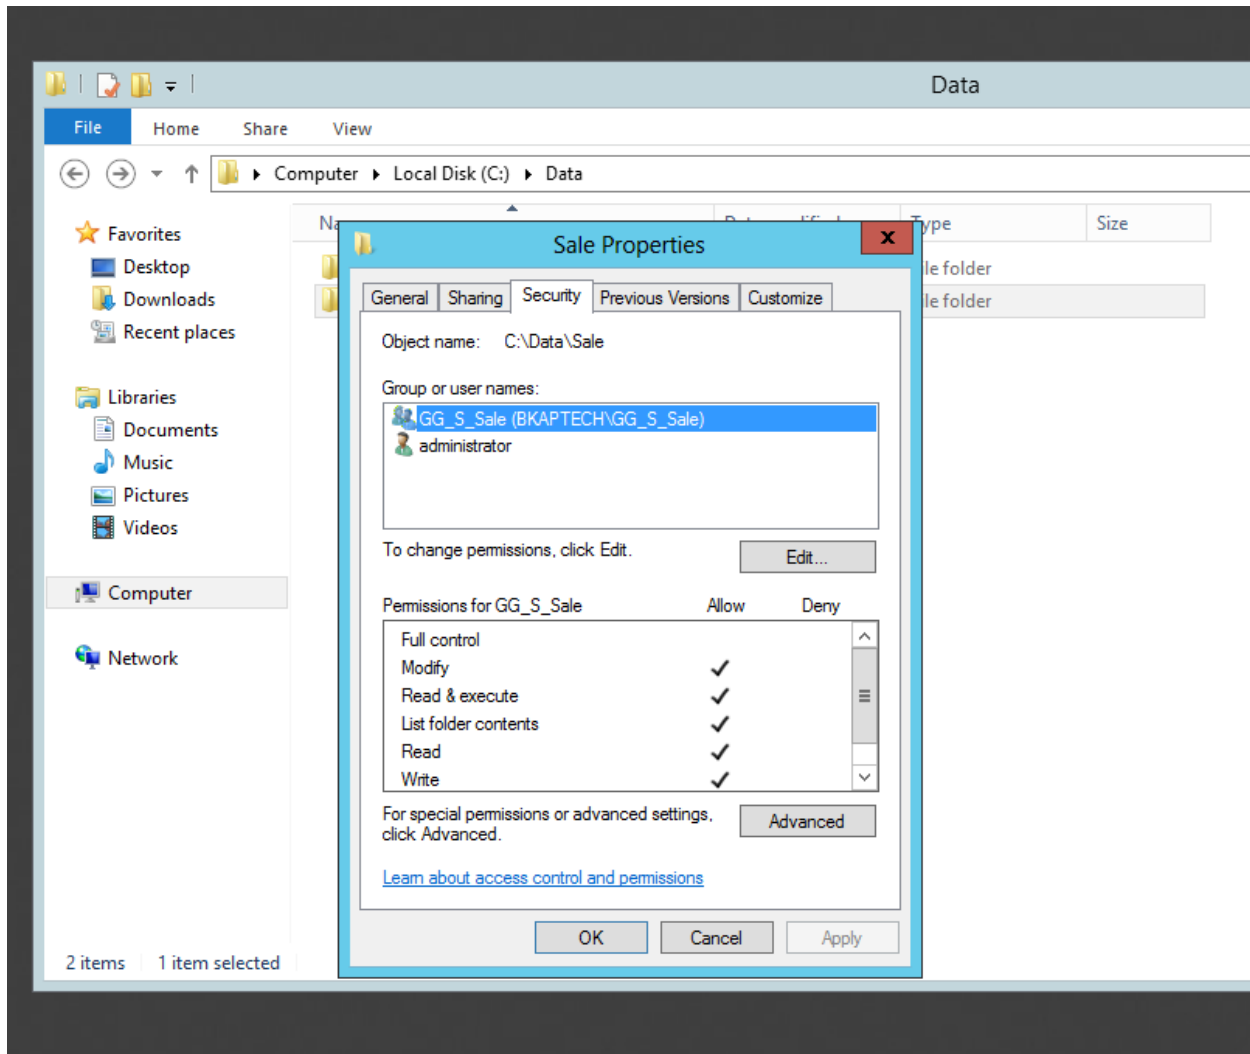 Data
File Home Share View
Computer Local Disk (C:) Data
Type Size
Favorites
Desktop
Downloads
Recent places
Libraries
Documents
Music
Pictures
Videos
Computer
Network
Sale Properties
x
General Sharing Security Previous Versions Customize
Object name: C:\Data\Sale
Group or user names:
GG_S_Sale (BKAPTECH\GG_S_Sale)
administrator
To change permissions, click Edit.
Edit...
Permissions for GG_S_Sale Allow Deny
Full control
Modify
Read & execute
List folder contents
Read
Write
For special permissions or advanced settings,
click Advanced.
Advanced
Learn about access control and permissions
OK Cancel Apply
folder
folder
2 items 1 item selected